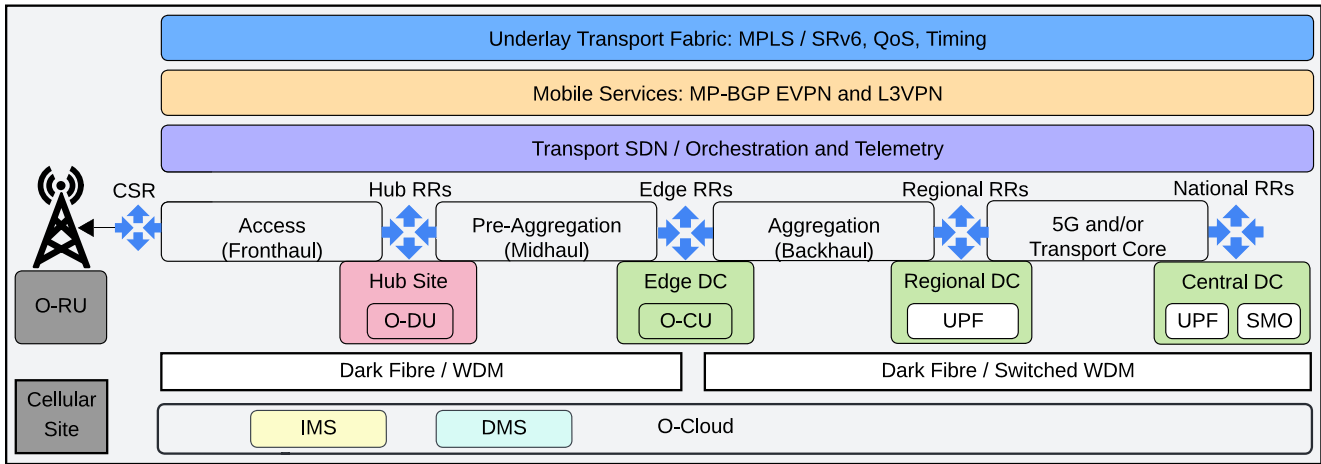 Underlay Transport Fabric: MPLS / SRv6, QoS, Timing
Mobile Services: MP-BGP EVPN and L3VPN
Transport SDN / Orchestration and Telemetry
CSR
Hub RRs
Edge RRs
Regional RRs
National RRs
Access
(Fronthaul)
Pre-Aggregation
(Midhaul)
Aggregation
(Backhaul)
5G and/or
Transport Core
O-RU
Hub Site
O-DU
Edge DC
O-CU
Regional DC
UPF
Central DC
UPF
SMO
Dark Fibre / WDM
Dark Fibre / Switched WDM
Cellular
Site
IMS
DMS
O-Cloud